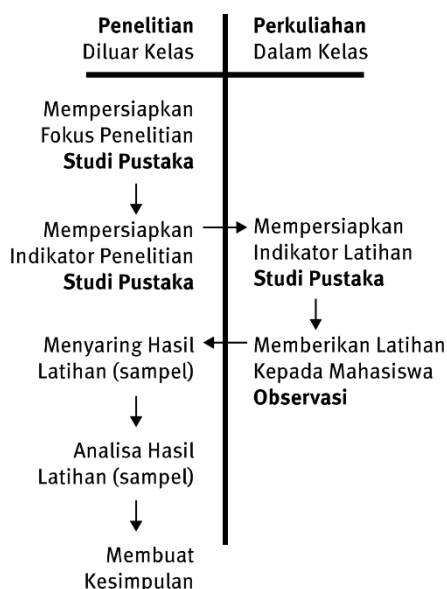 Penelitian
Diluar Kelas
Perkuliahan
Dalam Kelas
Mempersiapkan
Fokus Penelitian
Studi Pustaka
Mempersiapkan
Indikator Penelitian
Studi Pustaka
Mempersiapkan
Indikator Latihan
Studi Pustaka
Memberikan Latihan
Kepada Mahasiswa
Observasi
Menyaring Hasil
Latihan (sampel)
Analisa Hasil
Latihan (sampel)
Membuat
Kesimpulan